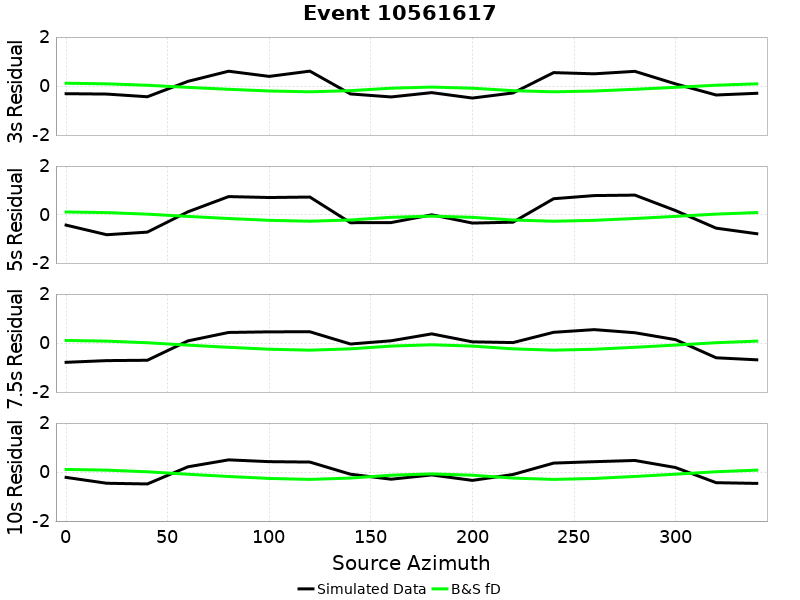 Event 10561617
3s Residual
2
0
-2
5s Residual
2
0
-2
7.5s Residual
2
0
-2
10s Residual
2
0
-2
0 50 100 150 200 250 300
Source Azimuth
Simulated Data B&S fD